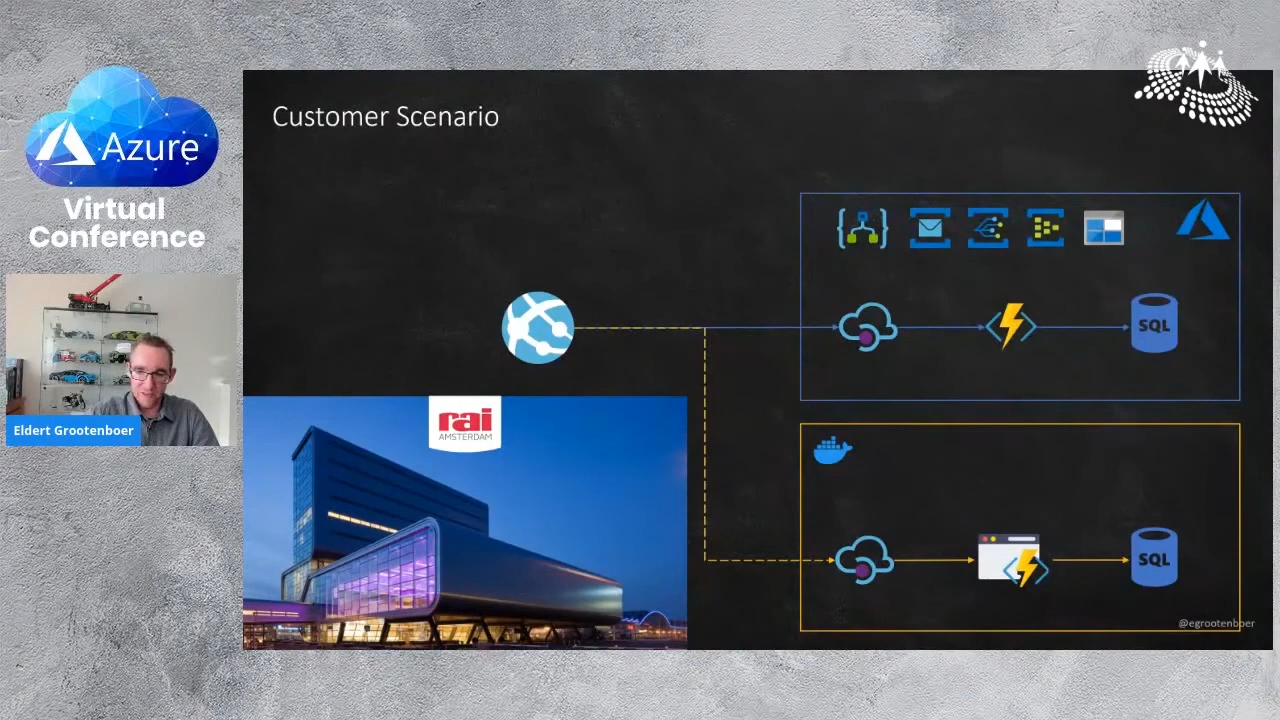 Azure
Virtual
Conference
Eldert Grootenboer
Customer Scenario
rai
AMSTERDAM
SQL
SQL
@egrootenboer